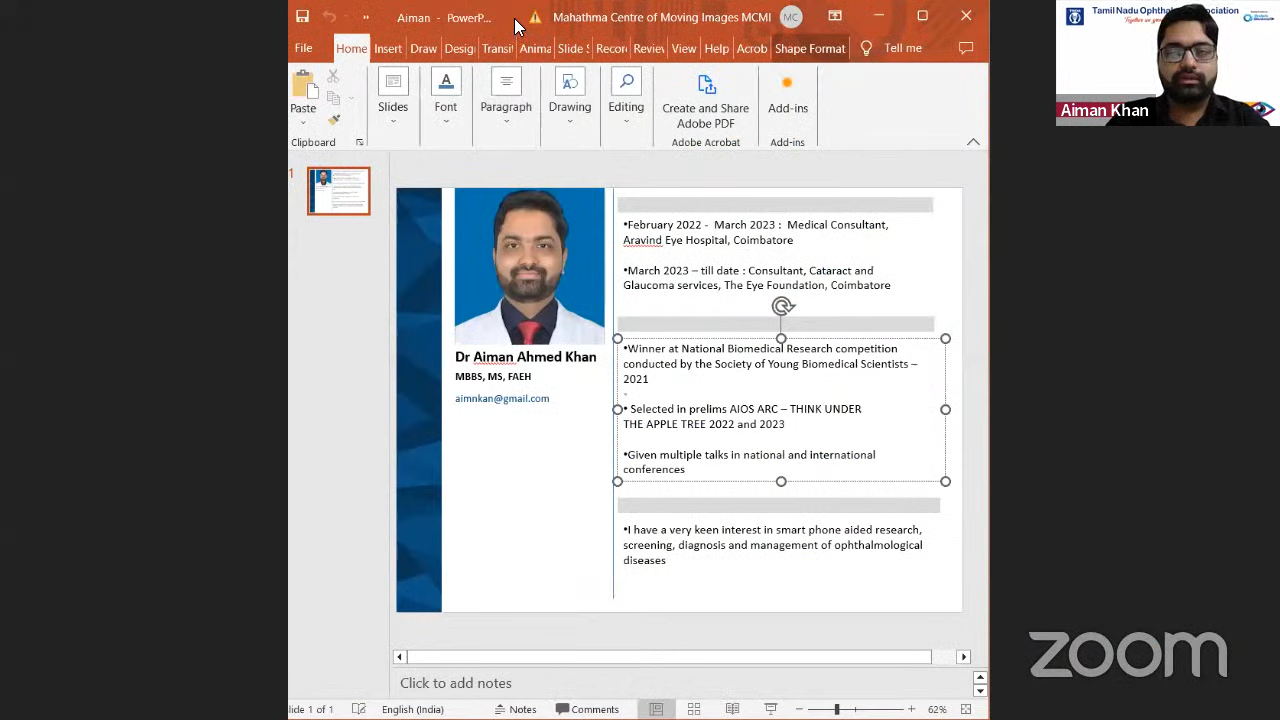 Aiman - PowerP...
Mahathma Centre of Moving Images MCMI
MC
File Home Insert Draw Desig Transit Anima Slide S Recor Revie View Help Acrob Shape Format Tell me
Paste
Slides
Font
Paragraph
Drawing
Editing
Create and Share
Adobe PDF
Add-ins
Clipboard
Adobe Acrobat
Add-ins
1
•February 2022 - March 2023 : Medical Consultant,
Aravind Eye Hospital, Coimbatore
•March 2023 – till date : Consultant, Cataract and
Glaucoma services, The Eye Foundation, Coimbatore
Dr Aiman Ahmed Khan
MBBS, MS, FAEH
aimnkan@gmail.com
•Winner at National Biomedical Research competition
conducted by the Society of Young Biomedical Scientists –
2021
• Selected in prelims AIOS ARC – THINK UNDER
THE APPLE TREE 2022 and 2023
•Given multiple talks in national and international
conferences
•I have a very keen interest in smart phone aided research,
screening, diagnosis and management of ophthalmological
diseases
Click to add notes
Slide 1 of 1
English (India)
Notes
Comments
62%
Tamil Nadu Ophth
ssociation
Aiman Khan
zoom